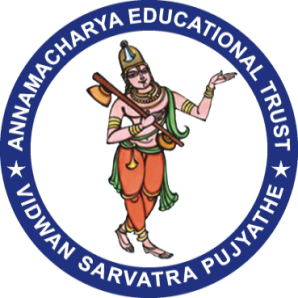 ANNAMACHARYA EDUCATIONAL TRUST
★ VIDWAN SARVATRA PUJYATHE ★